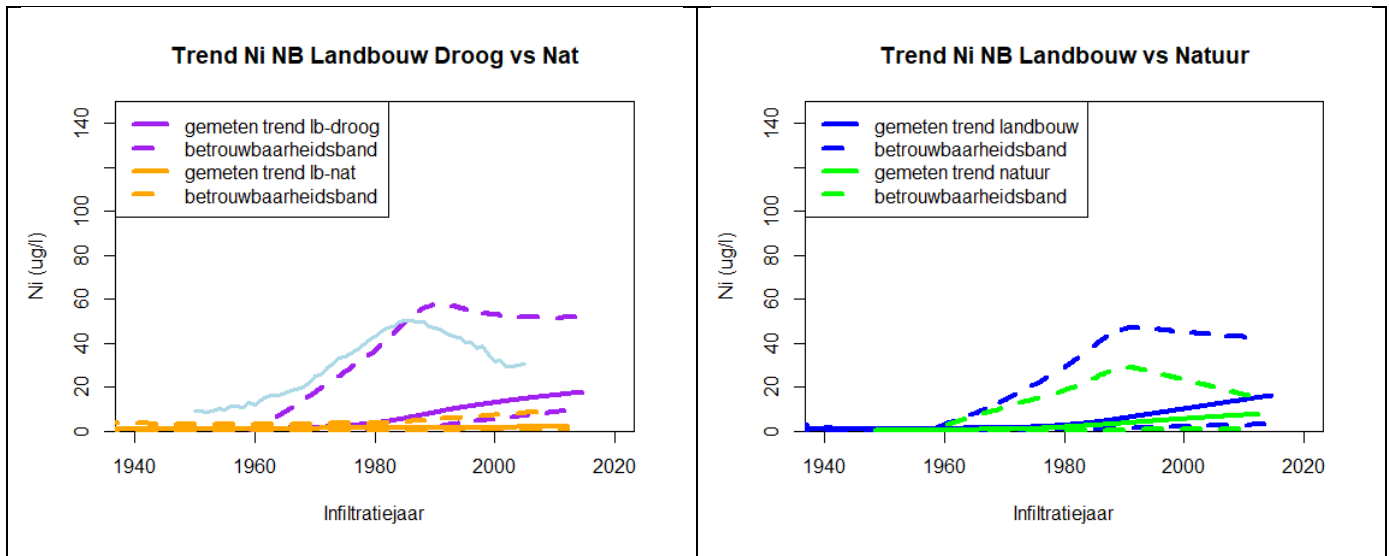 Trend Ni NB Landbouw Droog vs Nat
gemeten trend lb-droog
betrouwbaarheidsband
gemeten trend lb-nat
betrouwbaarheidsband
Ni (ug/l)
140
100
80
60
40
20
0
1940 1960 1980 2000 2020
Infiltratiejaar
Trend Ni NB Landbouw vs Natuur
gemeten trend landbouw
betrouwbaarheidsband
gemeten trend natuur
betrouwbaarheidsband
Ni (ug/l)
140
100
80
60
40
20
0
1940 1960 1980 2000 2020
Infiltratiejaar